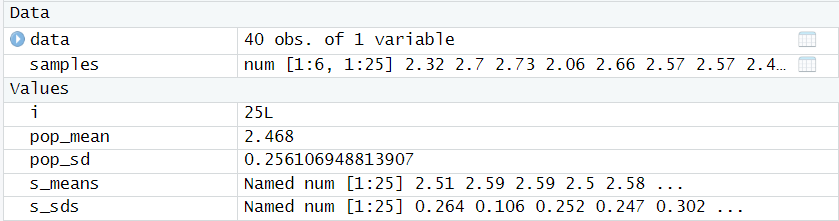 Data
data 40 obs. of 1 variable
samples num [1:6, 1:25] 2.32 2.7 2.73 2.06 2.66 2.57 2.57 2.4…
Values
i 25L
pop_mean 2.468
pop_sd 0.256106948813907
s_means Named num [1:25] 2.51 2.59 2.59 2.5 2.58 ...
s_sds Named num [1:25] 0.264 0.106 0.252 0.247 0.302 ...